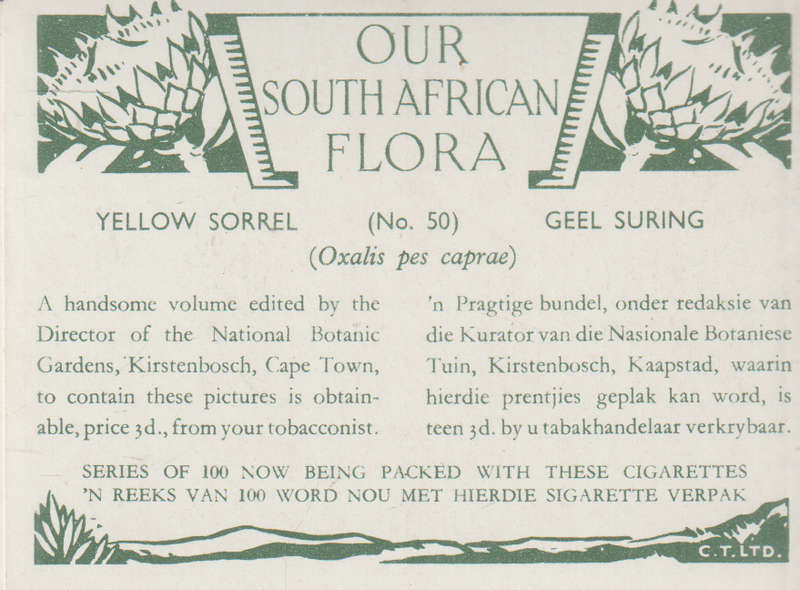 OUR
SOUTH AFRICAN
FLORA
YELLOW SORREL (No. 50) GEEL SURING
(Oxalis pes caprae)
A handsome volume edited by the
Director of the National Botanic
Gardens, Kirstenbosch, Cape Town,
to contain these pictures is obtain-
able, price 3d., from your tobacconist.
'n Pragtige bundel, onder redaksie van
die Kurator van die Nasionale Botaniese
Tuin, Kirstenbosch, Kaapstad, waarin
hierdie prentjies geplak kan word, is
teen 3d. by u tabakhandelaar verkrybaar.
SERIES OF 100 NOW BEING PACKED WITH THESE CIGARETTES
'N REEKS VAN 100 WORD NOU MET HIERDIE SIGARETTE VERPAK
C.T. LTD.